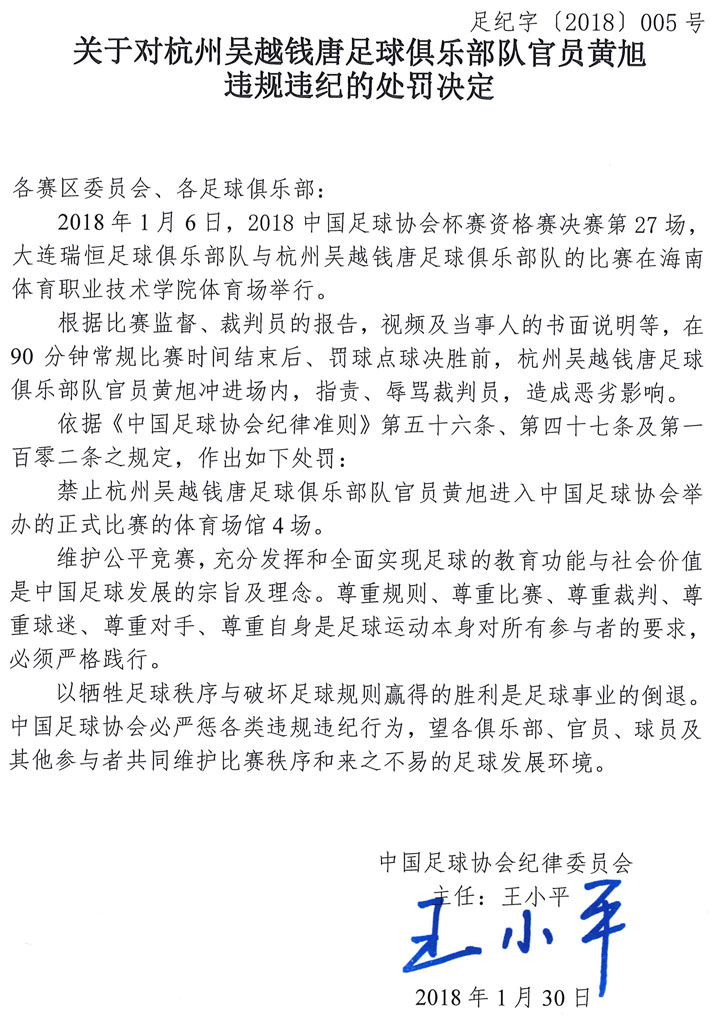 足纪字〔2018〕005号
关于对杭州吴越钱唐足球俱乐部队官员黄旭
违规违纪的处罚决定
各赛区委员会、各足球俱乐部：
2018年1月6日，2018中国足球协会杯赛资格赛决赛第27场，
大连瑞恒足球俱乐部队与杭州吴越钱唐足球俱乐部队的比赛在海南
体育职业技术学院体育场举行。
根据比赛监督、裁判员的报告，视频及当事人的书面说明等，在
90分钟常规比赛时间结束后、罚球点球决胜前，杭州吴越钱唐足球
俱乐部队官员黄旭冲进场内，指责、辱骂裁判员，造成恶劣影响。
依据《中国足球协会纪律准则》第五十六条、第四十七条及第一
百零二条之规定，作出如下处罚：
禁止杭州吴越钱唐足球俱乐部队官员黄旭进入中国足球协会举
办的正式比赛的体育场馆4场。
维护公平竞赛，充分发挥和全面实现足球的教育功能与社会价值
是中国足球发展的宗旨及理念。尊重规则、尊重比赛、尊重裁判、尊
重球迷、尊重对手、尊重自身是足球运动本身对所有参与者的要求，
必须严格践行。
以牺牲足球秩序与破坏足球规则赢得的胜利是足球事业的倒退。
中国足球协会必严惩各类违规违纪行为，望各俱乐部、官员、球员及
其他参与者共同维护比赛秩序和来之不易的足球发展环境。
中国足球协会纪律委员会
主任：王小平
王小平
2018年1月30日